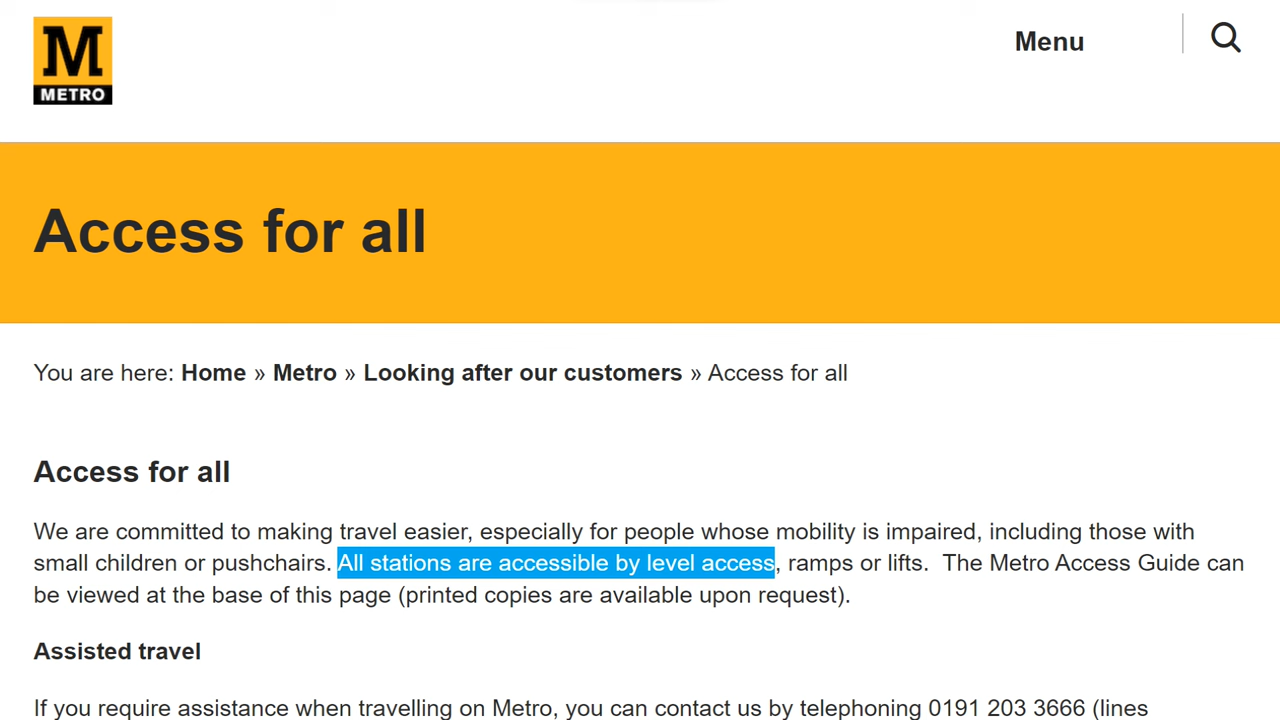 M
METRO
Menu
Access for all
You are here: Home » Metro » Looking after our customers » Access for all
Access for all
We are committed to making travel easier, especially for people whose mobility is impaired, including those with
small children or pushchairs. All stations are accessible by level access, ramps or lifts.  The Metro Access Guide can
be viewed at the base of this page (printed copies are available upon request).
Assisted travel
If you require assistance when travelling on Metro, you can contact us by telephoning 0191 203 3666 (lines